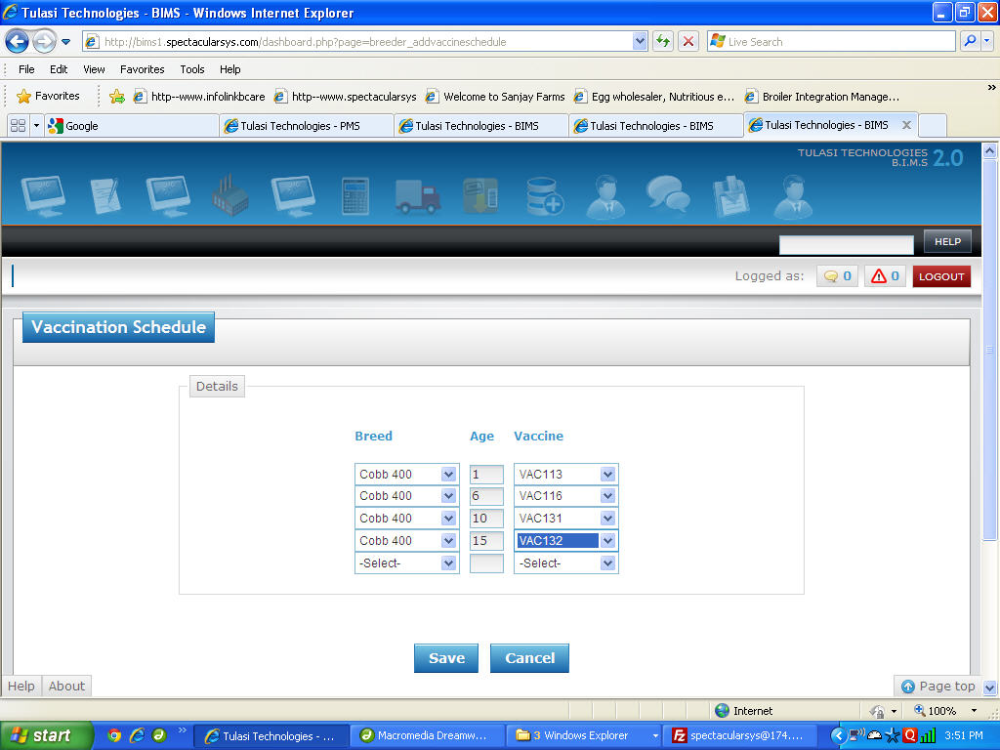 Tulasi Technologies - BIMS - Windows Internet Explorer
http://bims1.spectacularsys.com/dashboard.php?page=breeder_addvaccineschedule
Live Search
File Edit View Favorites Tools Help
Favorites http--www.infolinkbcare http--www.spectacularsys Welcome to Sanjay Farms Egg wholesaler, Nutritious e... Broiler Integration Manage... »
Google Tulasi Technologies - PMS Tulasi Technologies - BIMS Tulasi Technologies - BIMS Tulasi Technologies - BIMS X
TULASI TECHNOLOGIES
B.I.M.S 2.0
HELP
Logged as: 0 0 LOGOUT
Vaccination Schedule
Details
Breed Age Vaccine
Cobb 400 1 VAC113
Cobb 400 6 VAC116
Cobb 400 10 VAC131
Cobb 400 15 VAC132
-Select- -Select-
Save Cancel
Help About Page top
Internet 100%
start » Tulasi Technologies - ... Macromedia Dreamw... 3 Windows Explorer spectacularsys@174.... 3:51 PM